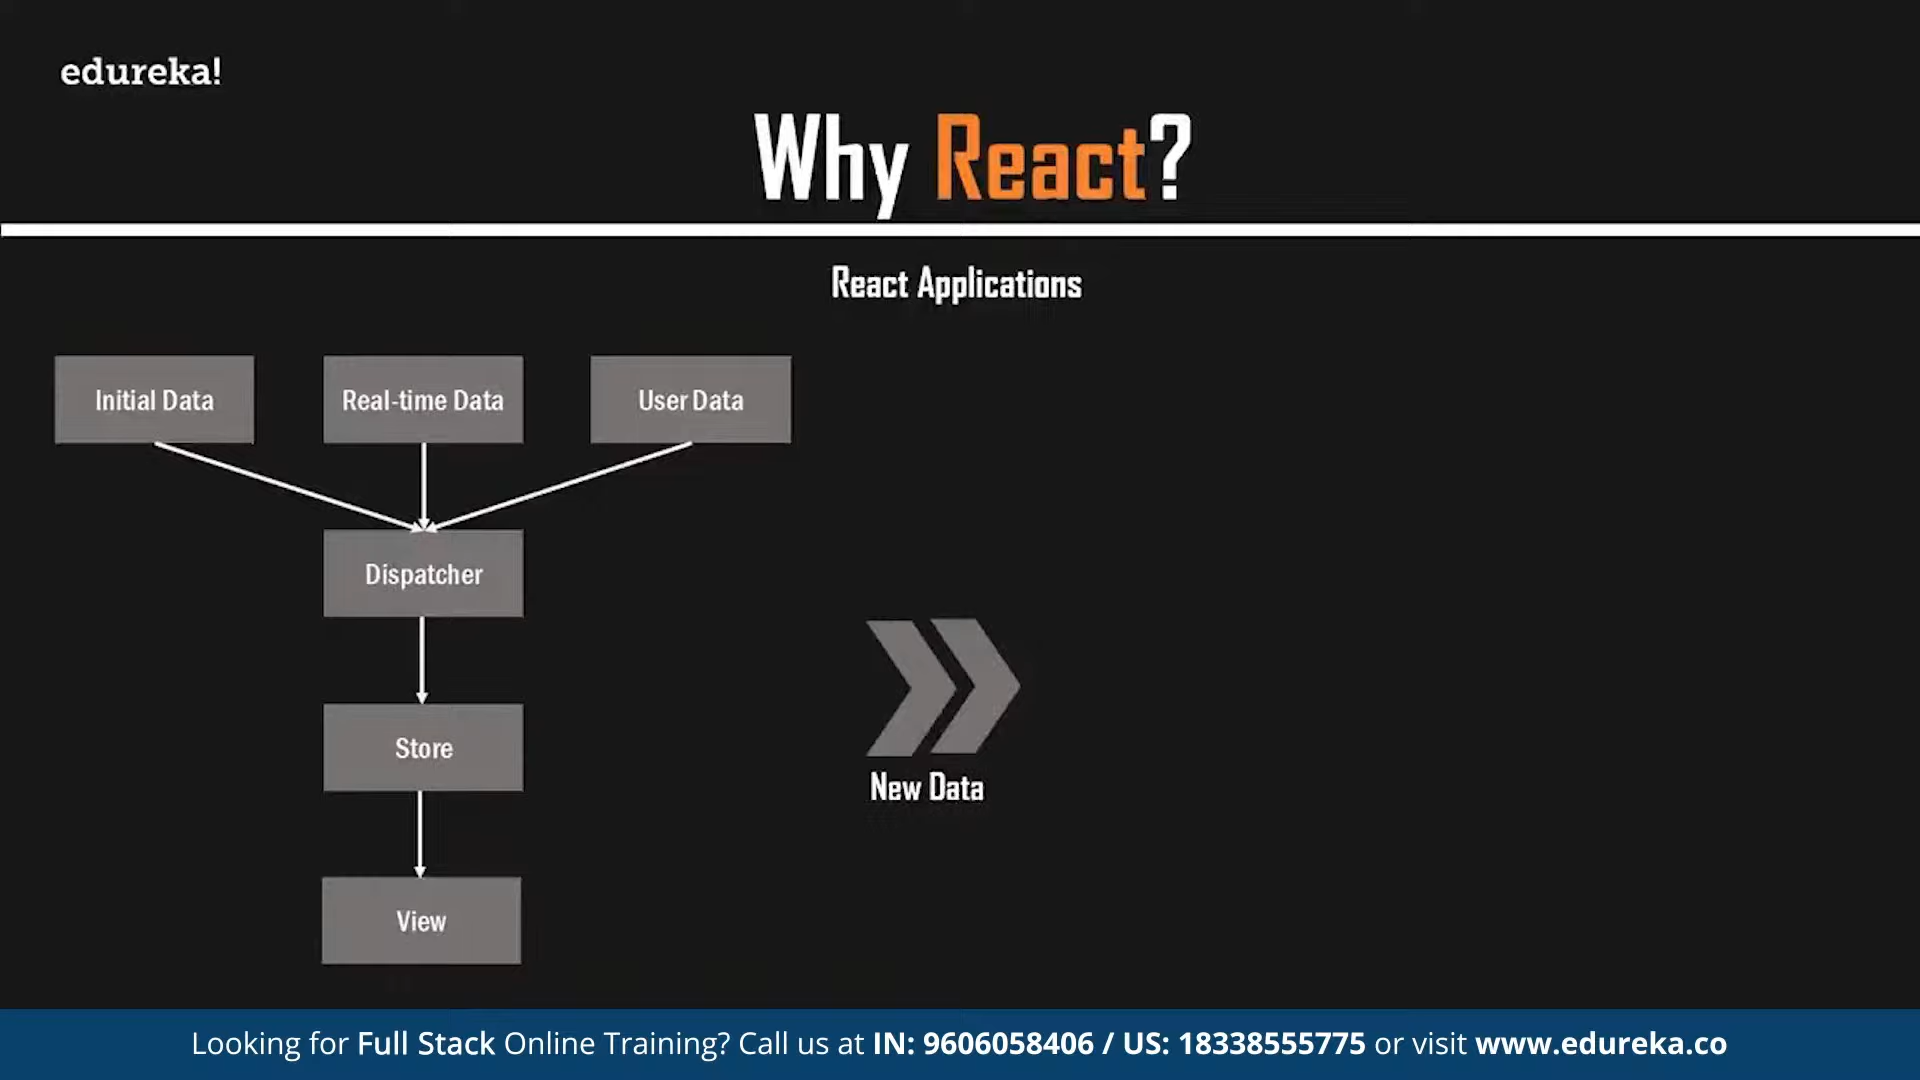 edureka!
Why React?
React Applications
Initial Data
Real-time Data
User Data
Dispatcher
Store
New Data
View
Looking for Full Stack Online Training? Call us at IN: 9606058406 / US: 18338555775 or visit www.edureka.co